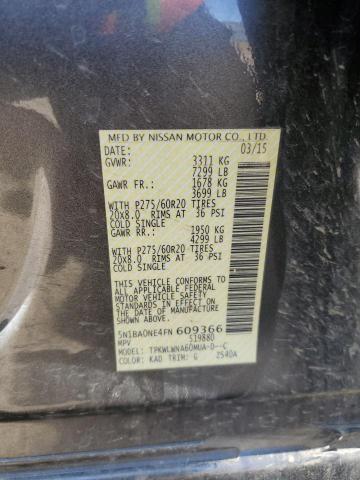 MFD BY NISSAN MOTOR CO., LTD.
DATE: 03/15
GVWR: 3311 KG
7299 LB
GAWR FR: 1678 KG
3699 LB
WITH P275/60R20 TIRES
20X8.0 RIMS AT 36 PSI
COLD SINGLE
GAWR RR: 1950 KG
4299 LB
WITH P275/60R20 TIRES
20X8.0 RIMS AT 36 PSI
COLD SINGLE
THIS VEHICLE CONFORMS TO
ALL APPLICABLE FEDERAL
MOTOR VEHICLE SAFETY
STANDARDS IN EFFECT ON
THE DATE OF MANUFACTURE
SHOWN ABOVE.
5N1BA0NE4FN 609366
MPV S19880
MODEL: TPKWLWNA60MUA-D--C
COLOR: KAD TRIM: G 2540A